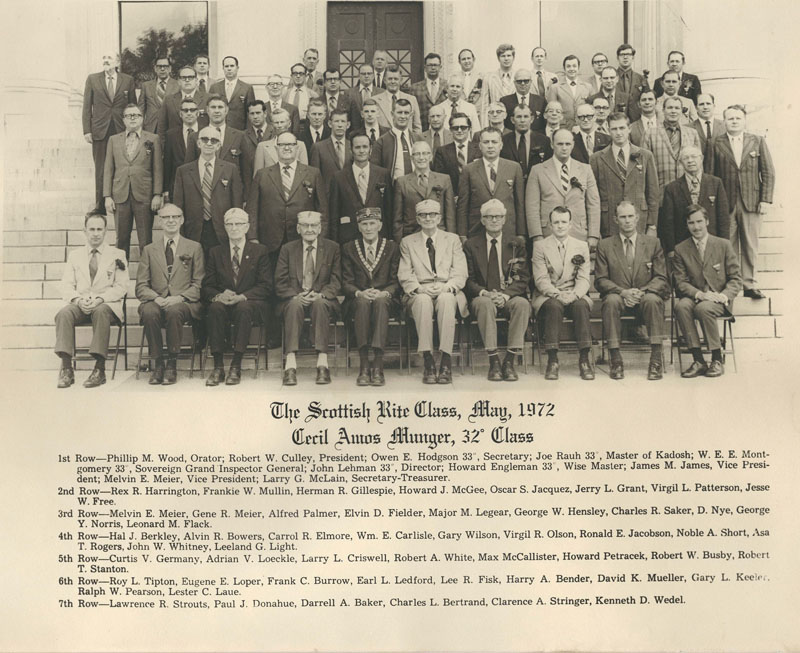 The Scottish Rite Class, May, 1972
Cecil Amos Munger, 32° Class
1st Row—Phillip M. Wood, Orator; Robert W. Culley, President; Owen E. Hodgson 33°, Secretary; Joe Rauh 33°, Master of Kadosh; W. E. E. Mont-
gomery 33°, Sovereign Grand Inspector General; John Lehman 33°, Director; Howard Engleman 33°, Wise Master; James M. James, Vice Presi-
dent; Melvin E. Meier, Vice President; Larry G. McLain, Secretary-Treasurer.
2nd Row—Rex R. Harrington, Frankie W. Mullin, Herman R. Gillespie, Howard J. McGee, Oscar S. Jacquez, Jerry L. Grant, Virgil L. Patterson, Jesse
W. Free.
3rd Row—Melvin E. Meier, Gene R. Meier, Alfred Palmer, Elvin D. Fielder, Major M. Legear, George W. Hensley, Charles R. Saker, D. Nye, George
Y. Norris, Leonard M. Flack.
4th Row—Hal J. Berkley, Alvin R. Bowers, Carrol R. Elmore, Wm. E. Carlisle, Gary Wilson, Virgil R. Olson, Ronald E. Jacobson, Noble A. Short, Asa
T. Rogers, John W. Whitney, Leeland G. Light.
5th Row—Curtis V. Germany, Adrian V. Loeckle, Larry L. Criswell, Robert A. White, Max McCallister, Howard Petracek, Robert W. Busby, Robert
T. Stanton.
6th Row—Roy L. Tipton, Eugene E. Loper, Frank C. Burrow, Earl L. Ledford, Lee R. Fisk, Harry A. Bender, David K. Mueller, Gary L. Keeler,
Ralph W. Pearson, Lester C. Laue.
7th Row—Lawrence R. Strouts, Paul J. Donahue, Darrell A. Baker, Charles L. Bertrand, Clarence A. Stringer, Kenneth D. Wedel.